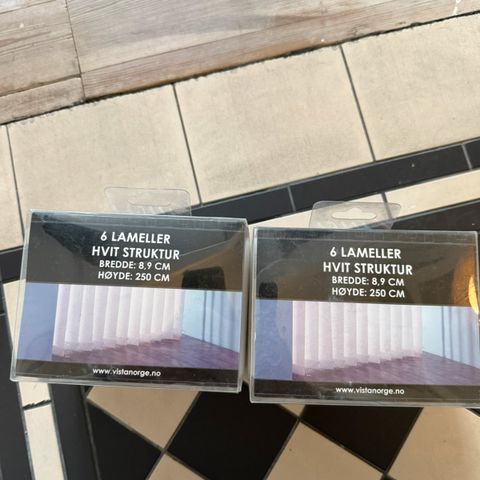 6 LAMELLER
HVIT STRUKTUR
BREDDE: 8,9 CM
HØYDE: 250 CM
www.vistanorge.no
6 LAMELLER
HVIT STRUKTUR
BREDDE: 8,9 CM
HØYDE: 250 CM
www.vistanorge.no